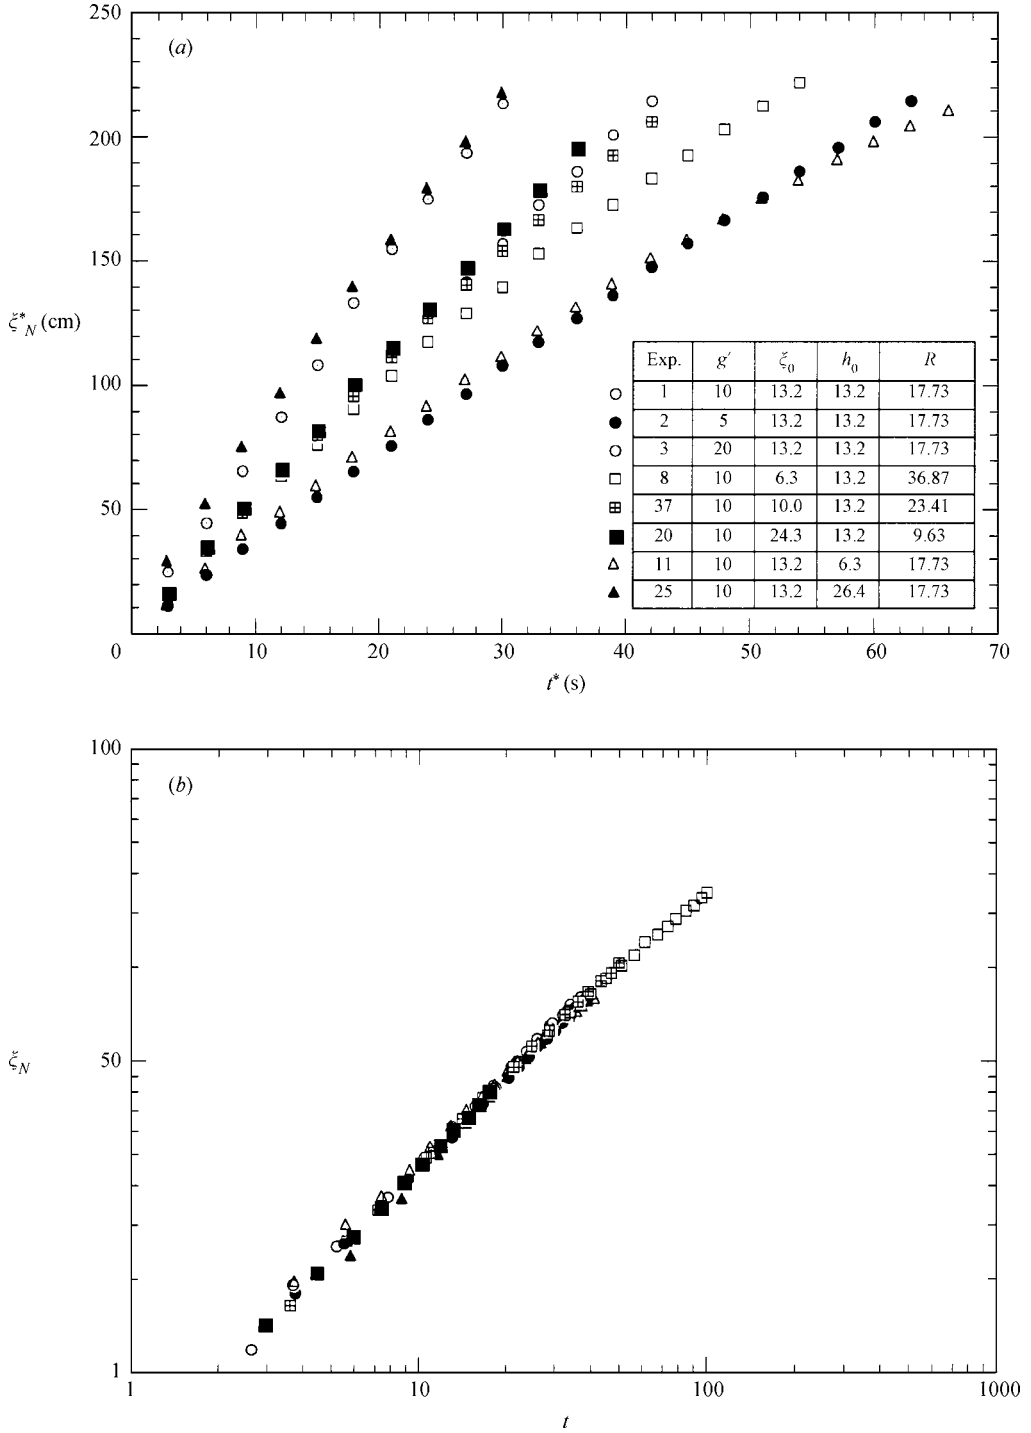 250
(a)
200
150
ξ*N (cm)
100
50
0
10
20
30
40
50
60
70
t* (s)
Exp. g′ ξ0 h0 R
1 10 13.2 13.2 17.73
2 5 13.2 13.2 17.73
3 20 13.2 13.2 17.73
8 10 6.3 13.2 36.87
37 10 10.0 13.2 23.41
20 10 24.3 13.2 9.63
11 10 13.2 6.3 17.73
25 10 13.2 26.4 17.73
100
(b)
ξN
50
1
1
10
100
1000
t